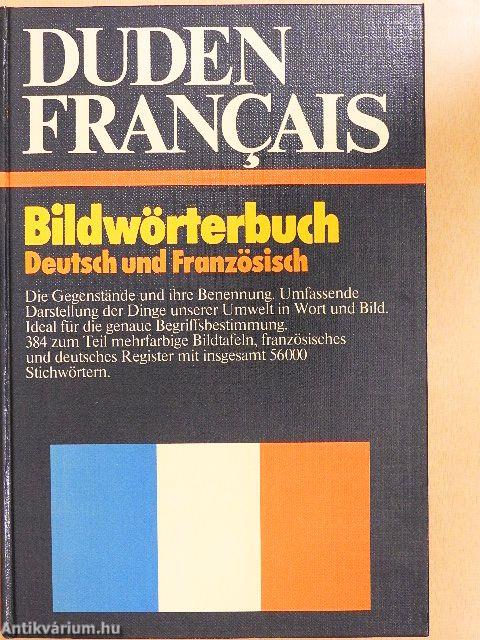 DUDEN
FRANÇAIS
Bildwörterbuch
Deutsch und Französisch
Die Gegenstände und ihre Benennung. Umfassende
Darstellung der Dinge unserer Umwelt in Wort und Bild.
Ideal für die genaue Begriffsbestimmung.
384 zum Teil mehrfarbige Bildtafeln, französisches
und deutsches Register mit insgesamt 56000
Stichwörtern.
Antikvárium.hu